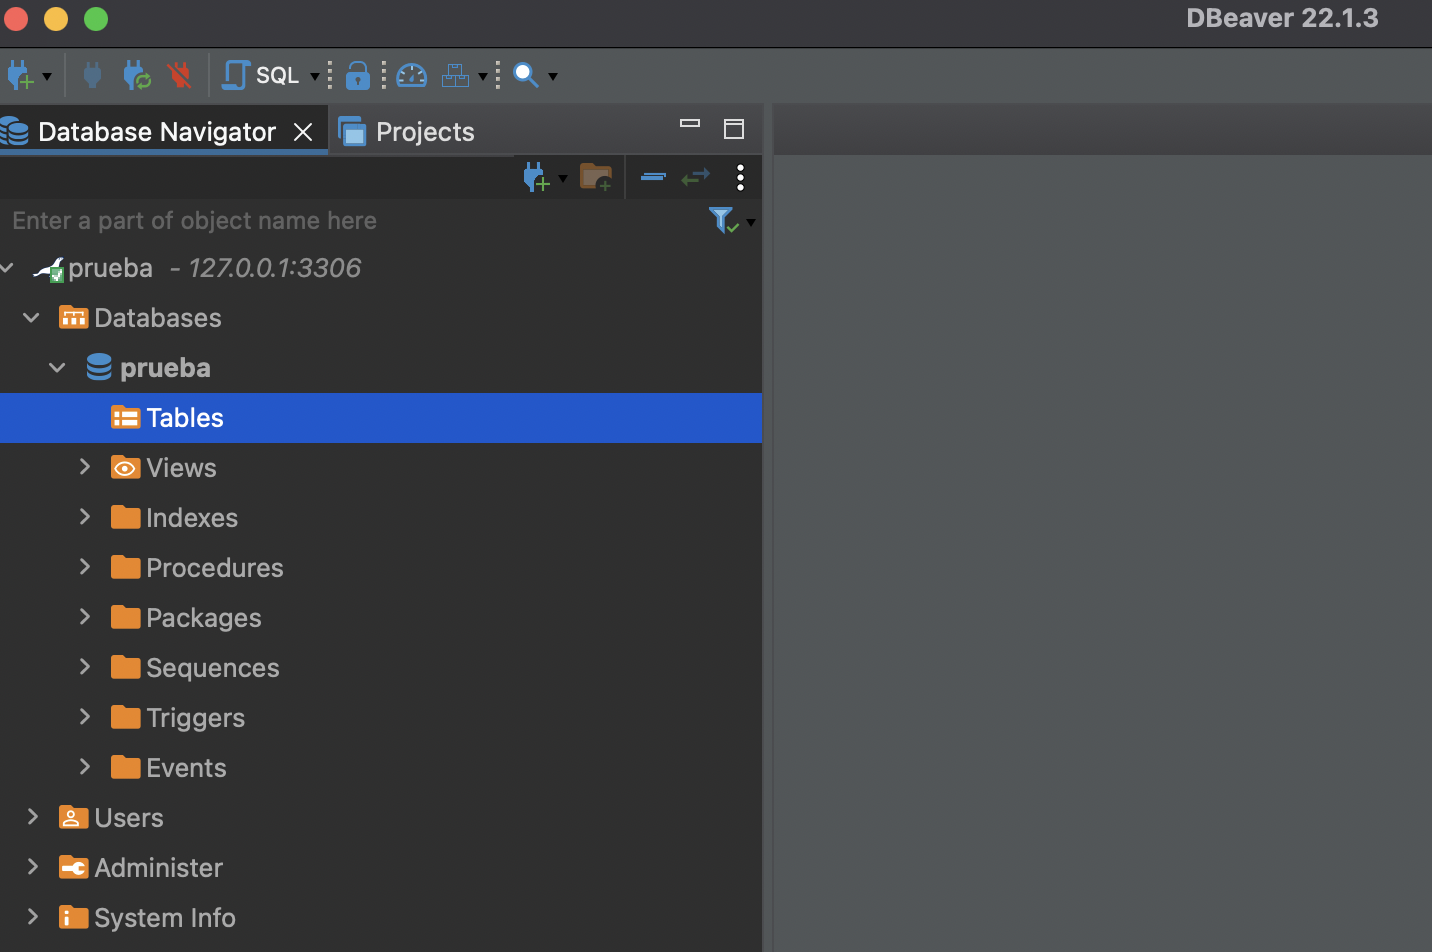 DBeaver 22.1.3
SQL
Database Navigator
Projects
Enter a part of object name here
prueba - 127.0.0.1:3306
Databases
prueba
Tables
Views
Indexes
Procedures
Packages
Sequences
Triggers
Events
Users
Administer
System Info